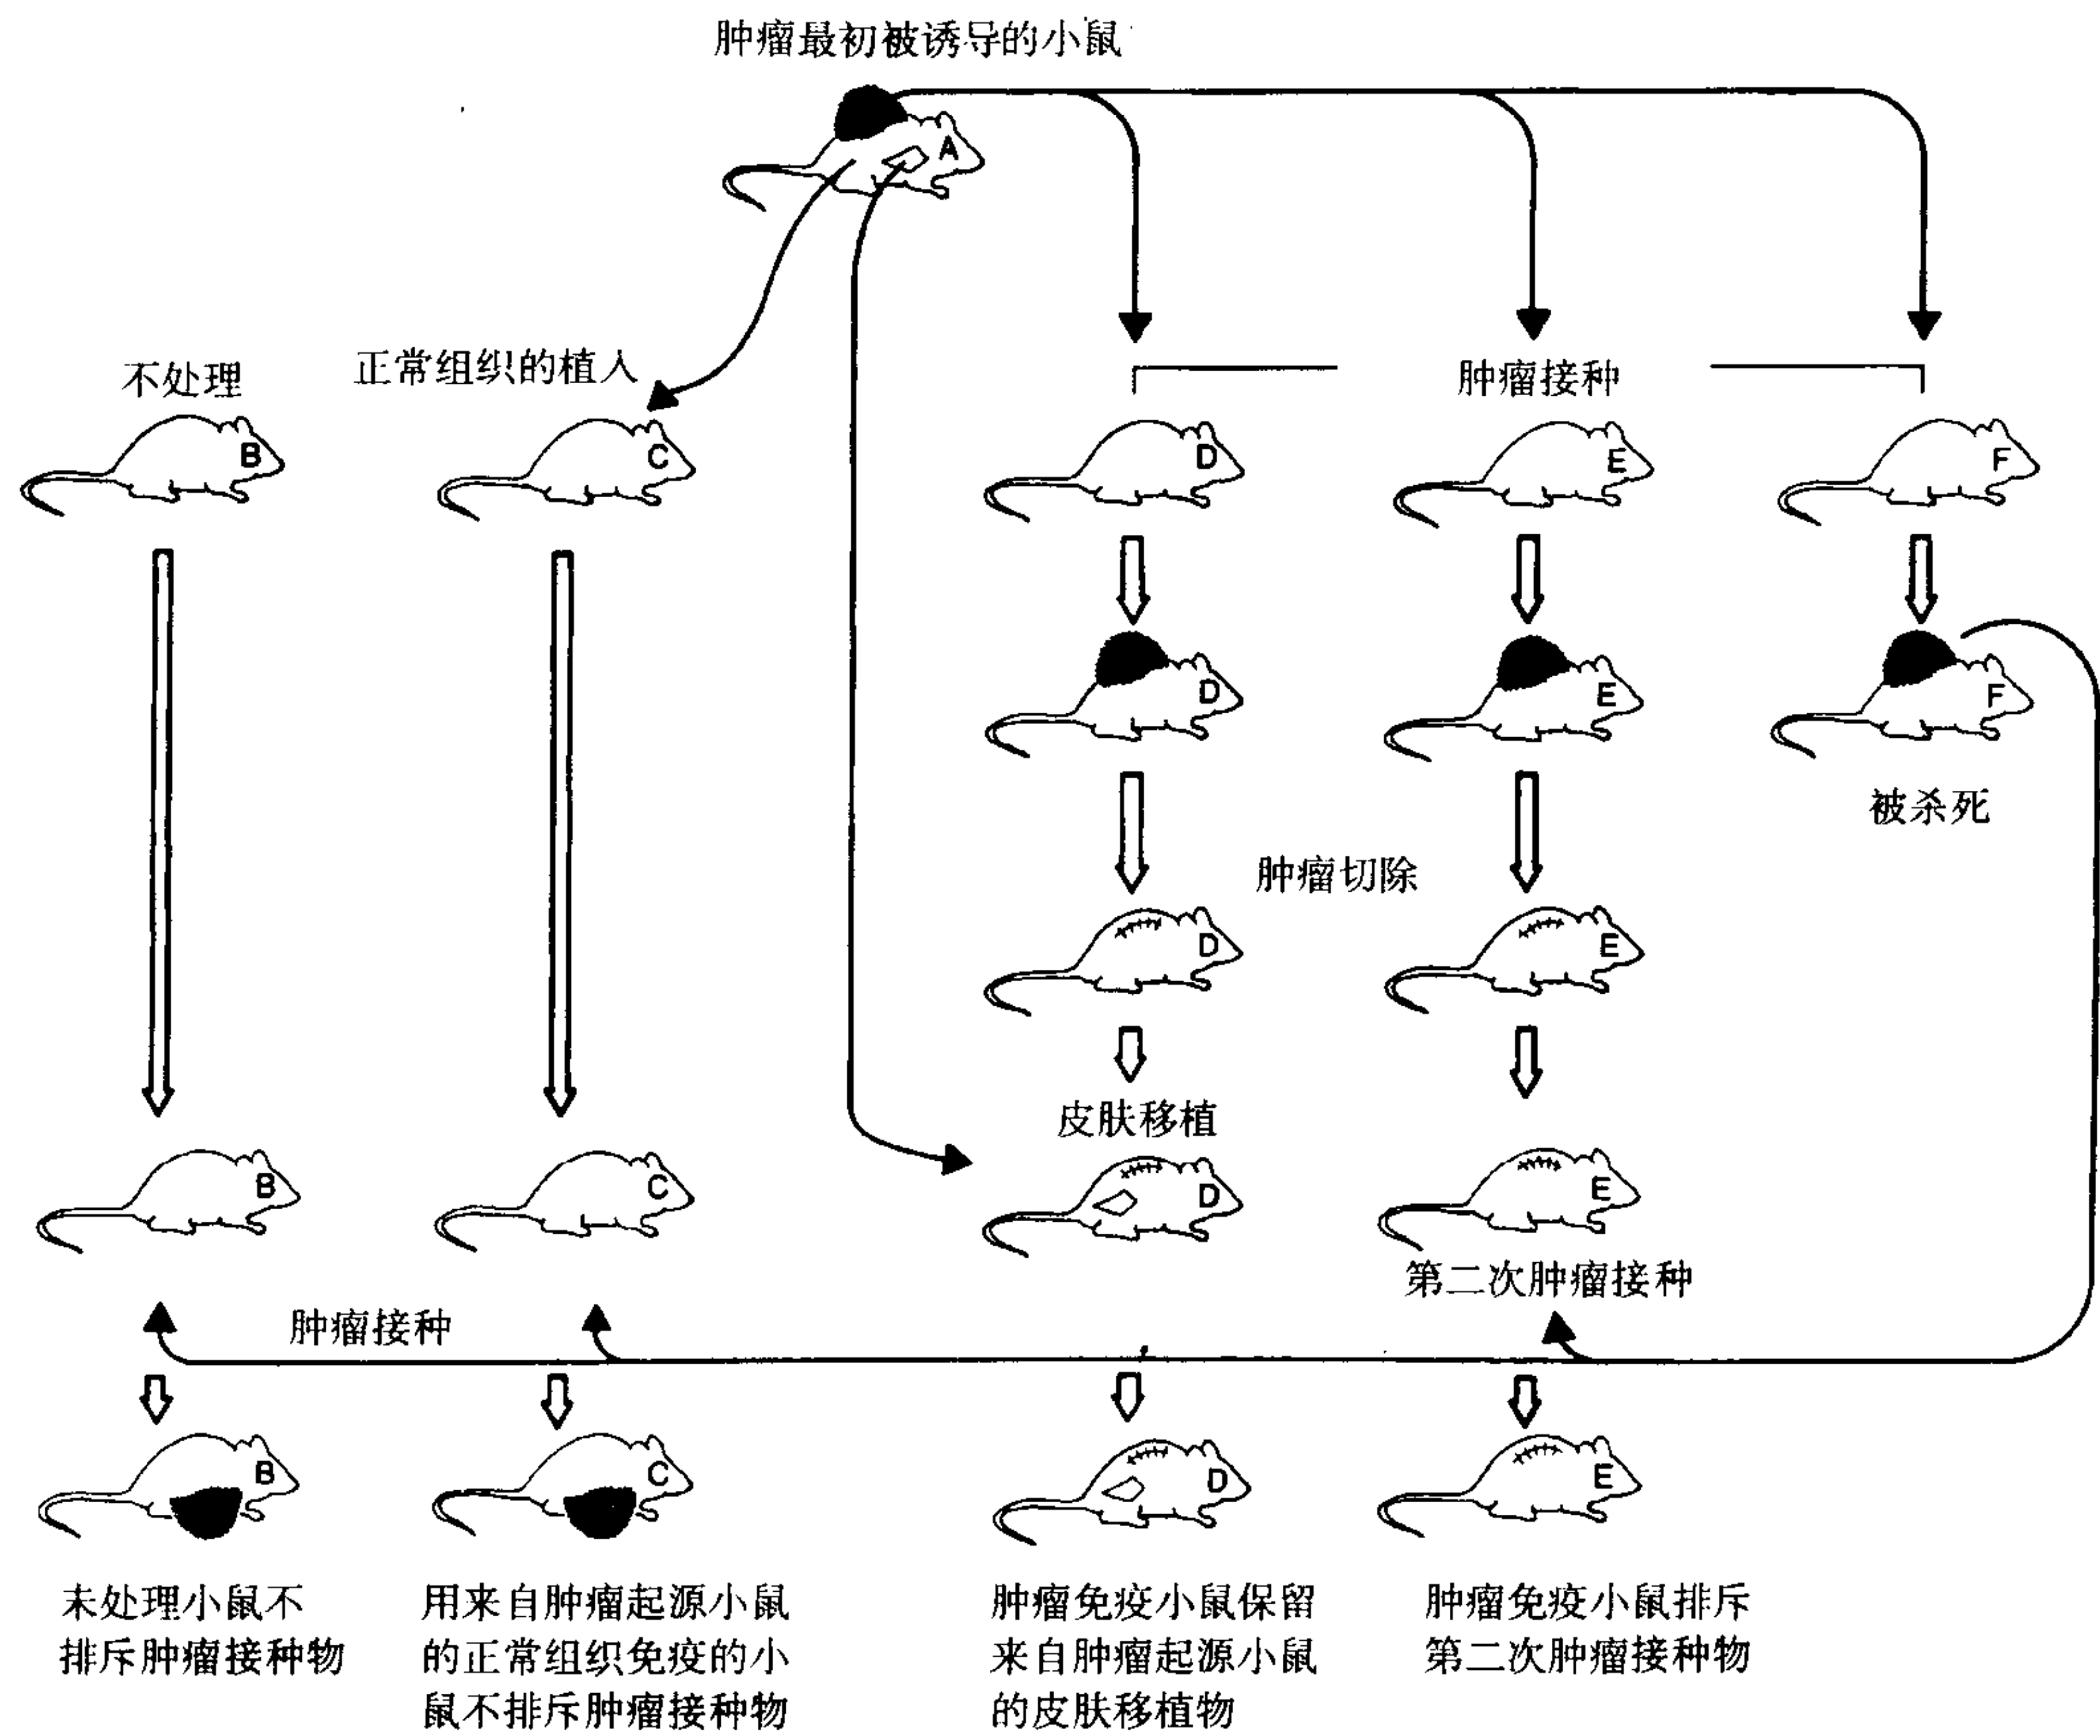 肿瘤最初被诱导的小鼠
A
不处理
正常组织的植入
肿瘤接种
B
C
D
E
F
D
E
F
被杀死
肿瘤切除
D
E
皮肤移植
B
C
D
E
第二次肿瘤接种
肿瘤接种
B
C
D
E
未处理小鼠不
排斥肿瘤接种物
用来自肿瘤起源小鼠
的正常组织免疫的小
鼠不排斥肿瘤接种物
肿瘤免疫小鼠保留
来自肿瘤起源小鼠
的皮肤移植物
肿瘤免疫小鼠排斥
第二次肿瘤接种物